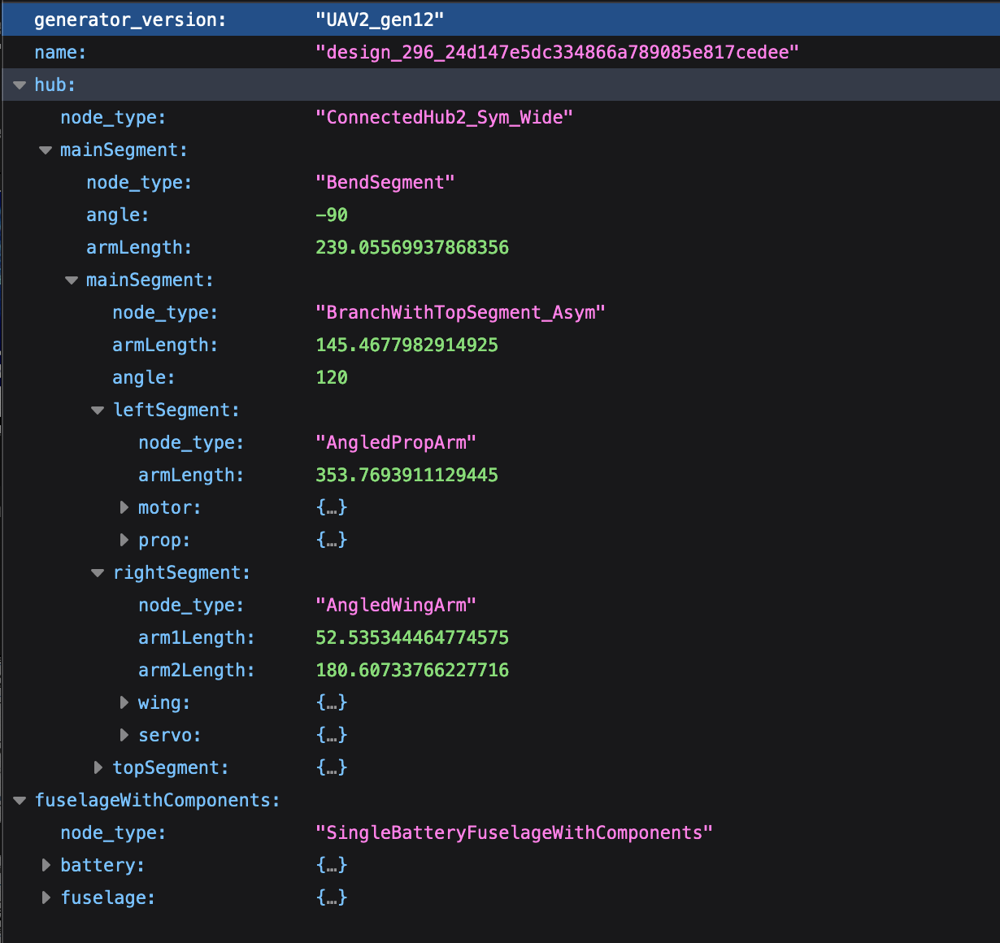 generator_version: "UAV2_gen12"
name: "design_296_24d147e5dc334866a789085e817cedee"
hub:
node_type: "ConnectedHub2_Sym_Wide"
mainSegment:
node_type: "BendSegment"
angle: -90
armLength: 239.05569937868356
mainSegment:
node_type: "BranchWithTopSegment_Asym"
armLength: 145.4677982914925
angle: 120
leftSegment:
node_type: "AngledPropArm"
armLength: 353.7693911129445
motor: {…}
prop: {…}
rightSegment:
node_type: "AngledWingArm"
arm1Length: 52.535344464774575
arm2Length: 180.60733766227716
wing: {…}
servo: {…}
topSegment: {…}
fuselageWithComponents:
node_type: "SingleBatteryFuselageWithComponents"
battery: {…}
fuselage: {…}